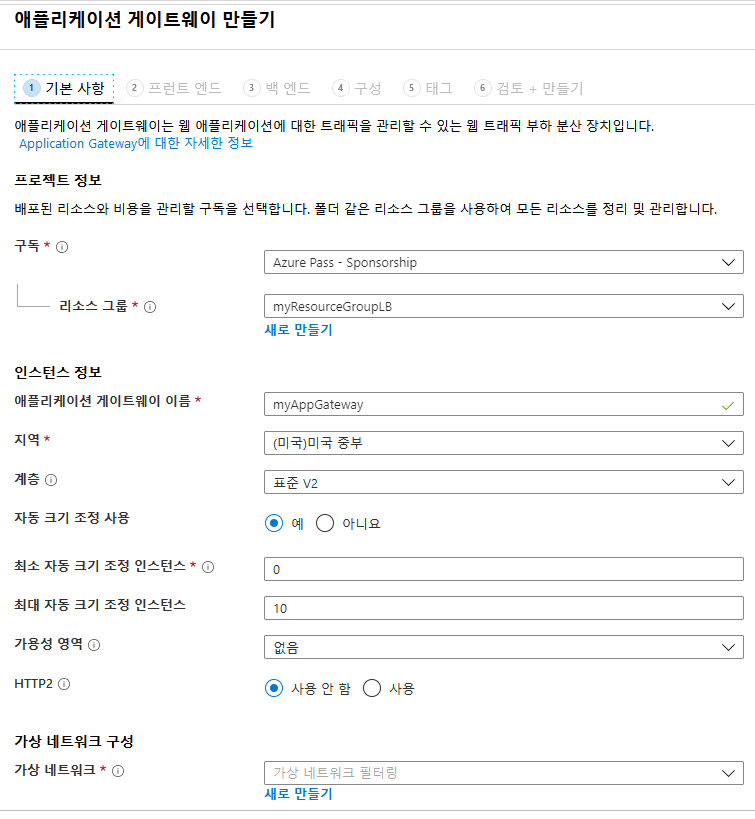 애플리케이션 게이트웨이 만들기
1 기본 사항 2 프런트 엔드 3 백 엔드 4 구성 5 태그 6 검토 + 만들기
애플리케이션 게이트웨이는 웹 애플리케이션에 대한 트래픽을 관리할 수 있는 웹 트래픽 부하 분산 장치입니다.
Application Gateway에 대한 자세한 정보
프로젝트 정보
배포된 리소스와 비용을 관리할 구독을 선택합니다. 폴더 같은 리소스 그룹을 사용하여 모든 리소스를 정리 및 관리합니다.
구독 *
Azure Pass - Sponsorship
리소스 그룹 *
myResourceGroupLB
새로 만들기
인스턴스 정보
애플리케이션 게이트웨이 이름 *
myAppGateway
지역 *
(미국)미국 중부
계층
표준 V2
자동 크기 조정 사용
예 아니요
최소 자동 크기 조정 인스턴스 *
0
최대 자동 크기 조정 인스턴스
10
가용성 영역
없음
HTTP2
사용 안 함 사용
가상 네트워크 구성
가상 네트워크 *
가상 네트워크 필터링
새로 만들기